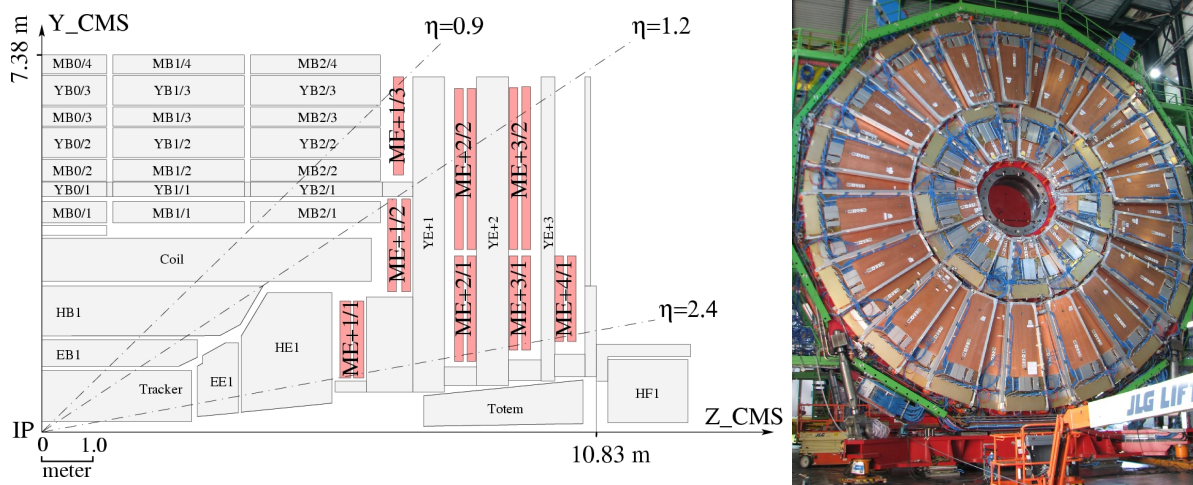 Y_CMS
7.38 m
η=0.9
η=1.2
η=2.4
MB0/4 MB1/4 MB2/4
YB0/3 YB1/3 YB2/3
MB0/3 MB1/3 MB2/3
YB0/2 YB1/2 YB2/2
MB0/2 MB1/2 MB2/2
YB0/1 YB1/1 YB2/1
MB0/1 MB1/1 MB2/1
Coil
HB1
EB1
Tracker
EE1
HE1
ME+1/1
ME+1/2
ME+1/3
YE+1
ME+2/2
ME+2/1
YE+2
ME+3/2
ME+3/1
YE+3
ME+4/1
Totem
HF1
IP
Z_CMS
0 1.0
meter
10.83 m
JLG LIFT